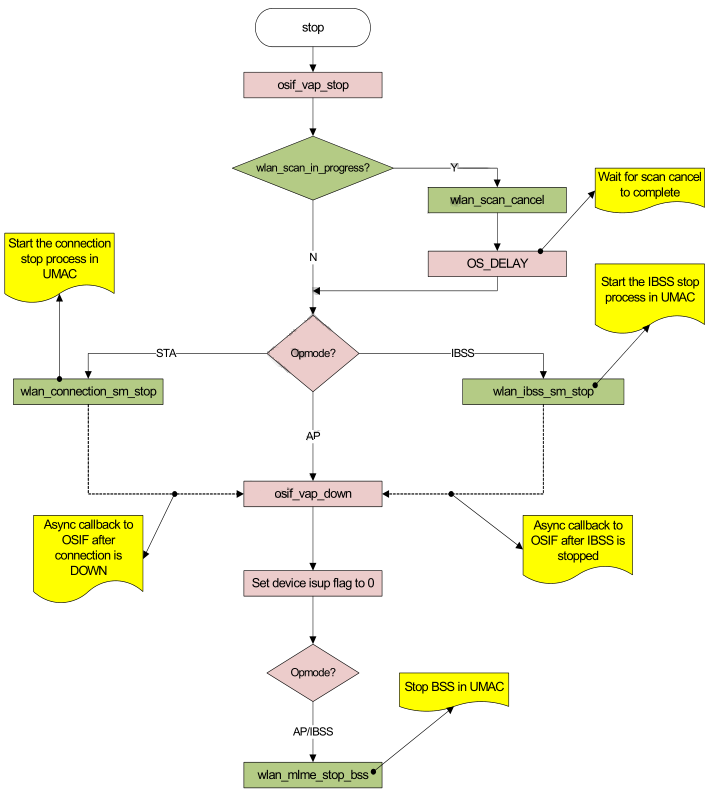 stop
osif_vap_stop
wlan_scan_in_progress?
Y
Wait for scan cancel
to complete
wlan_scan_cancel
Start the connection
stop process in
UMAC
N
OS_DELAY
Start the IBSS stop
process in UMAC
STA
Opmode?
IBSS
wlan_connection_sm_stop
wlan_ibss_sm_stop
AP
osif_vap_down
Async callback to
OSIF after
connection is
DOWN
Async callback to
OSIF after IBSS is
stopped
Set device isup flag to 0
Opmode?
Stop BSS in UMAC
AP/IBSS
wlan_mlme_stop_bss